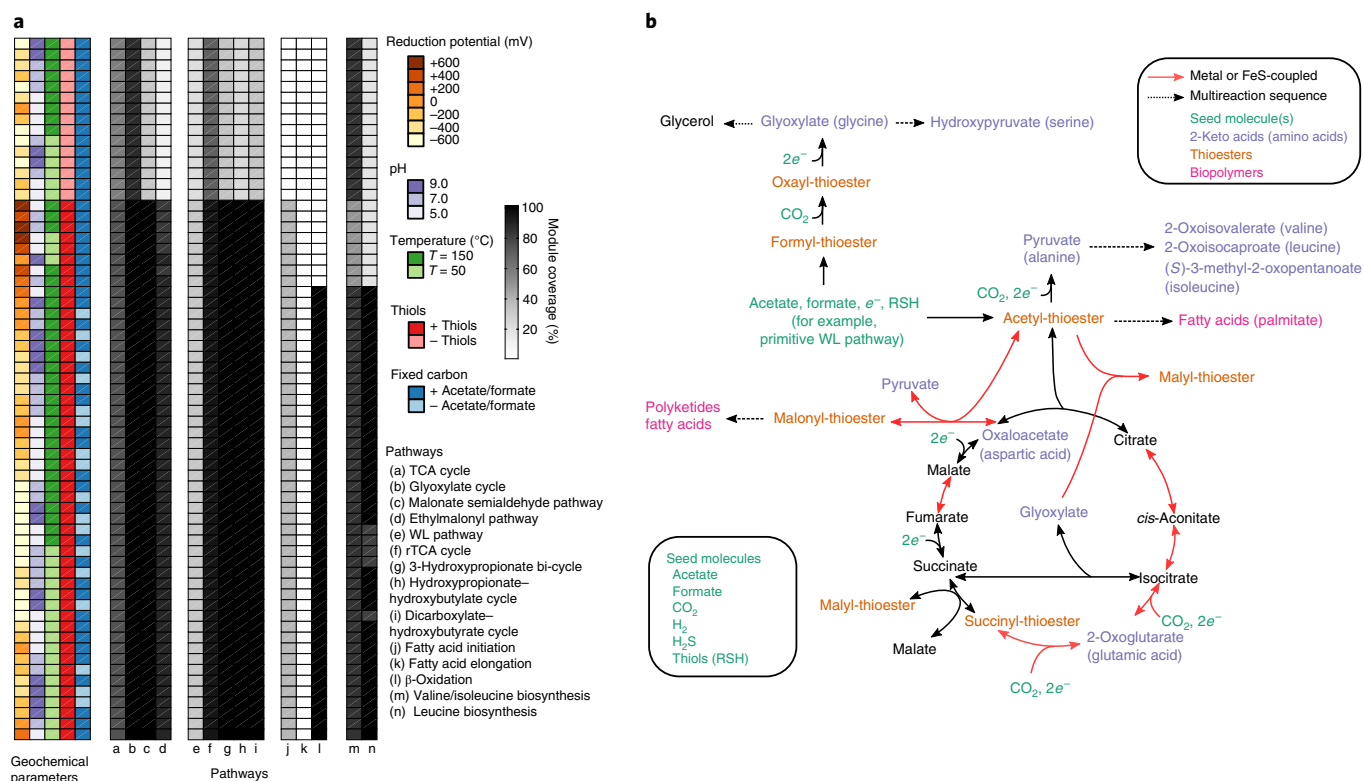 a
Reduction potential (mV)
+600
+400
+200
0
–200
–400
–600
pH
9.0
7.0
5.0
Temperature (°C)
T = 150
T = 50
Thiols
+ Thiols
– Thiols
Fixed carbon
+ Acetate/formate
– Acetate/formate
100
80
60
40
20
Module coverage (%)
Pathways
(a) TCA cycle
(b) Glyoxylate cycle
(c) Malonate semialdehyde pathway
(d) Ethylmalonyl pathway
(e) WL pathway
(f) rTCA cycle
(g) 3-Hydroxypropionate bi-cycle
(h) Hydroxypropionate–
hydroxybutylate cycle
(i) Dicarboxylate–
hydroxybutyrate cycle
(j) Fatty acid initiation
(k) Fatty acid elongation
(l) β-Oxidation
(m) Valine/isoleucine biosynthesis
(n) Leucine biosynthesis
a b c d e f g h i j k l m n
Geochemical
parameters
Pathways
b
Metal or FeS-coupled
Multireaction sequence
Seed molecule(s)
2-Keto acids (amino acids)
Thioesters
Biopolymers
Glycerol
Glyoxylate (glycine)
Hydroxypyruvate (serine)
2e⁻
Oxayl-thioester
CO₂
Formyl-thioester
Acetate, formate, e⁻, RSH
(for example,
primitive WL pathway)
Pyruvate
(alanine)
2-Oxoisovalerate (valine)
2-Oxoisocaproate (leucine)
(S)-3-methyl-2-oxopentanoate
(isoleucine)
CO₂, 2e⁻
Acetyl-thioester
Fatty acids (palmitate)
Pyruvate
Malyl-thioester
Polyketides
fatty acids
Malonyl-thioester
2e⁻
Oxaloacetate
(aspartic acid)
Citrate
Malate
Fumarate
Glyoxylate
cis-Aconitate
2e⁻
Succinate
Isocitrate
Malyl-thioester
Succinyl-thioester
CO₂, 2e⁻
Malate
2-Oxoglutarate
(glutamic acid)
CO₂, 2e⁻
Seed molecules
Acetate
Formate
CO₂
H₂
H₂S
Thiols (RSH)